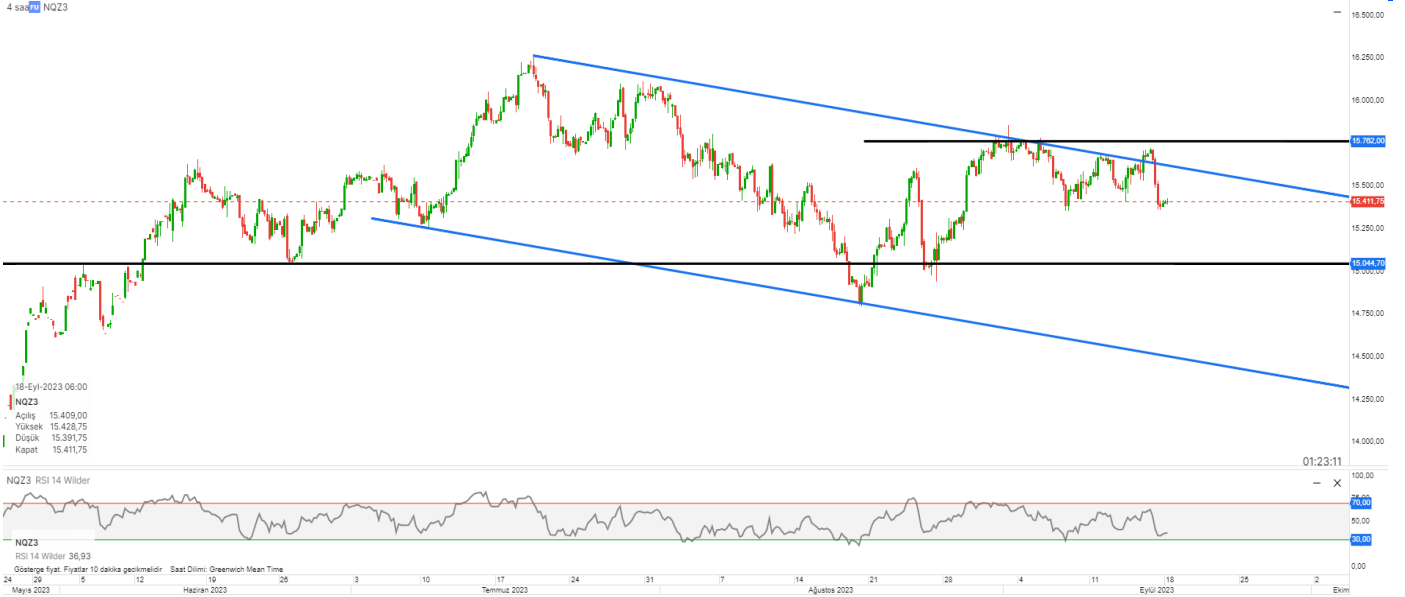 4 saa ru NQZ3
16.500,00
16.250,00
16.000,00
15.762,00
15.500,00
15.411,75
15.250,00
15.044,70
15.000,00
14.750,00
14.500,00
14.250,00
14.000,00
18-Eyl-2023 06:00
NQZ3
Açılış 15.409,00
Yüksek 15.428,75
Düşük 15.391,75
Kapat 15.411,75
01:23:11
NQZ3 RSI 14 Wilder
100,00
75,00
70,00
50,00
30,00
0,00
NQZ3
RSI 14 Wilder 36,93
Gösterge fiyat. Fiyatlar 10 dakika gecikmelidir Saat Dilimi: Greenwich Mean Time
24 29 5 12 19 26 3 10 17 24 31 7 14 21 28 4 11 18 25 2
Mayıs 2023 Haziran 2023 Temmuz 2023 Ağustos 2023 Eylül 2023 Ekim